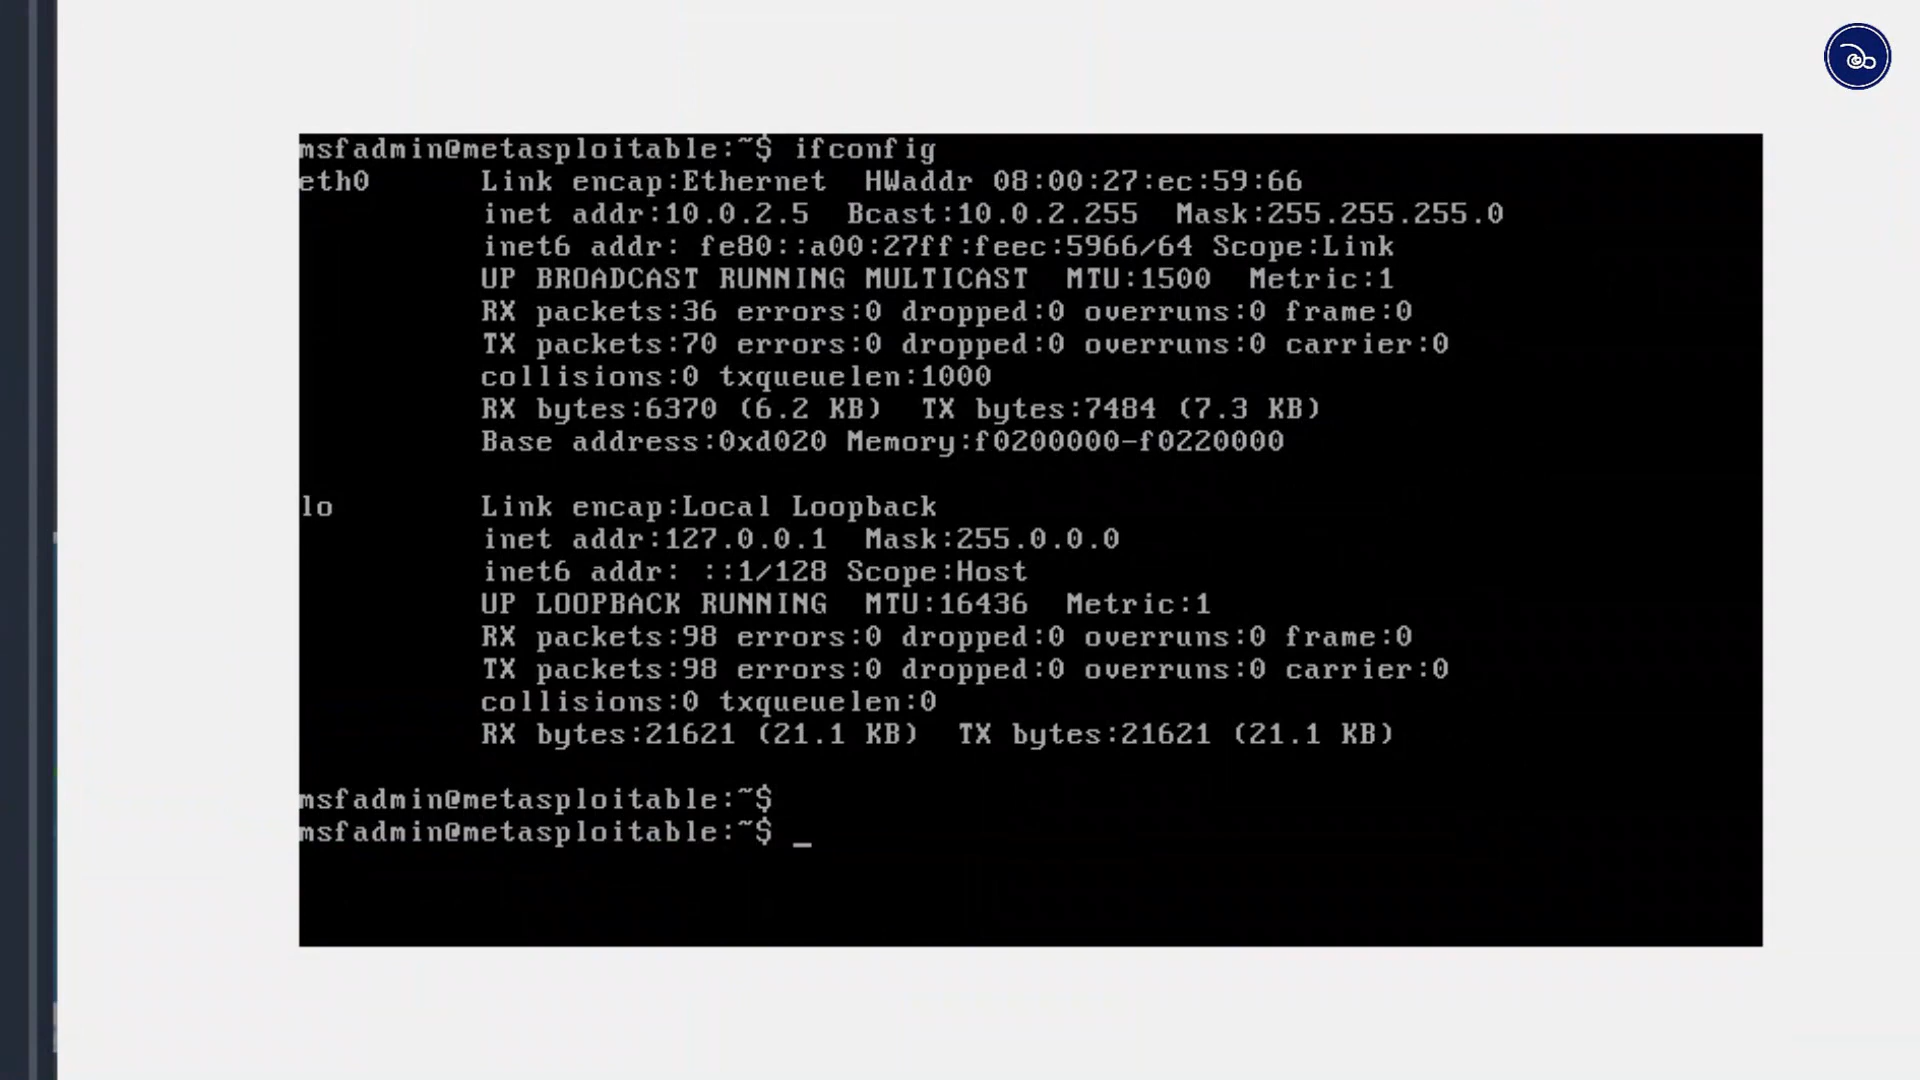 msfadmin@metasploitable:~$ ifconfig
eth0 Link encap:Ethernet HWaddr 08:00:27:ec:59:66
inet addr:10.0.2.5 Bcast:10.0.2.255 Mask:255.255.255.0
inet6 addr: fe80::a00:27ff:feec:5966/64 Scope:Link
UP BROADCAST RUNNING MULTICAST MTU:1500 Metric:1
RX packets:36 errors:0 dropped:0 overruns:0 frame:0
TX packets:70 errors:0 dropped:0 overruns:0 carrier:0
collisions:0 txqueuelen:1000
RX bytes:6370 (6.2 KB) TX bytes:7484 (7.3 KB)
Base address:0xd020 Memory:f0200000-f0220000
lo Link encap:Local Loopback
inet addr:127.0.0.1 Mask:255.0.0.0
inet6 addr: ::1/128 Scope:Host
UP LOOPBACK RUNNING MTU:16436 Metric:1
RX packets:98 errors:0 dropped:0 overruns:0 frame:0
TX packets:98 errors:0 dropped:0 overruns:0 carrier:0
collisions:0 txqueuelen:0
RX bytes:21621 (21.1 KB) TX bytes:21621 (21.1 KB)
msfadmin@metasploitable:~$
msfadmin@metasploitable:~$ _